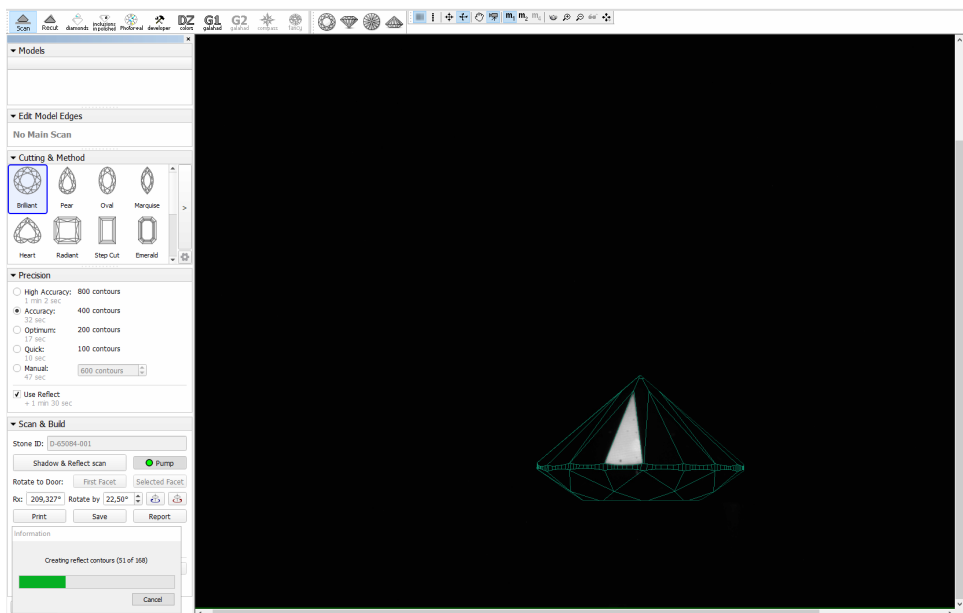 Scan Recut diamonds inclusions in polished Photoreal developer DZ colors G1 galahad G2 galahad compass fancy m1 m2
Models
Edit Model Edges
No Main Scan
Cutting & Method
Brilliant Pear Oval Marquise
>
Heart Radiant Step Cut Emerald
Precision
High Accuracy: 800 contours
1 min 2 sec
Accuracy: 400 contours
32 sec
Optimum: 200 contours
17 sec
Quick: 100 contours
10 sec
Manual: 600 contours
47 sec
Use Reflect
+ 1 min 30 sec
Scan & Build
Stone ID: D-65084-001
Shadow & Reflect scan Pump
Rotate to Door: First Facet Selected Facet
Rx: 209,327° Rotate by 22,50°
Print Save Report
Information
Creating reflect contours (51 of 168)
Cancel